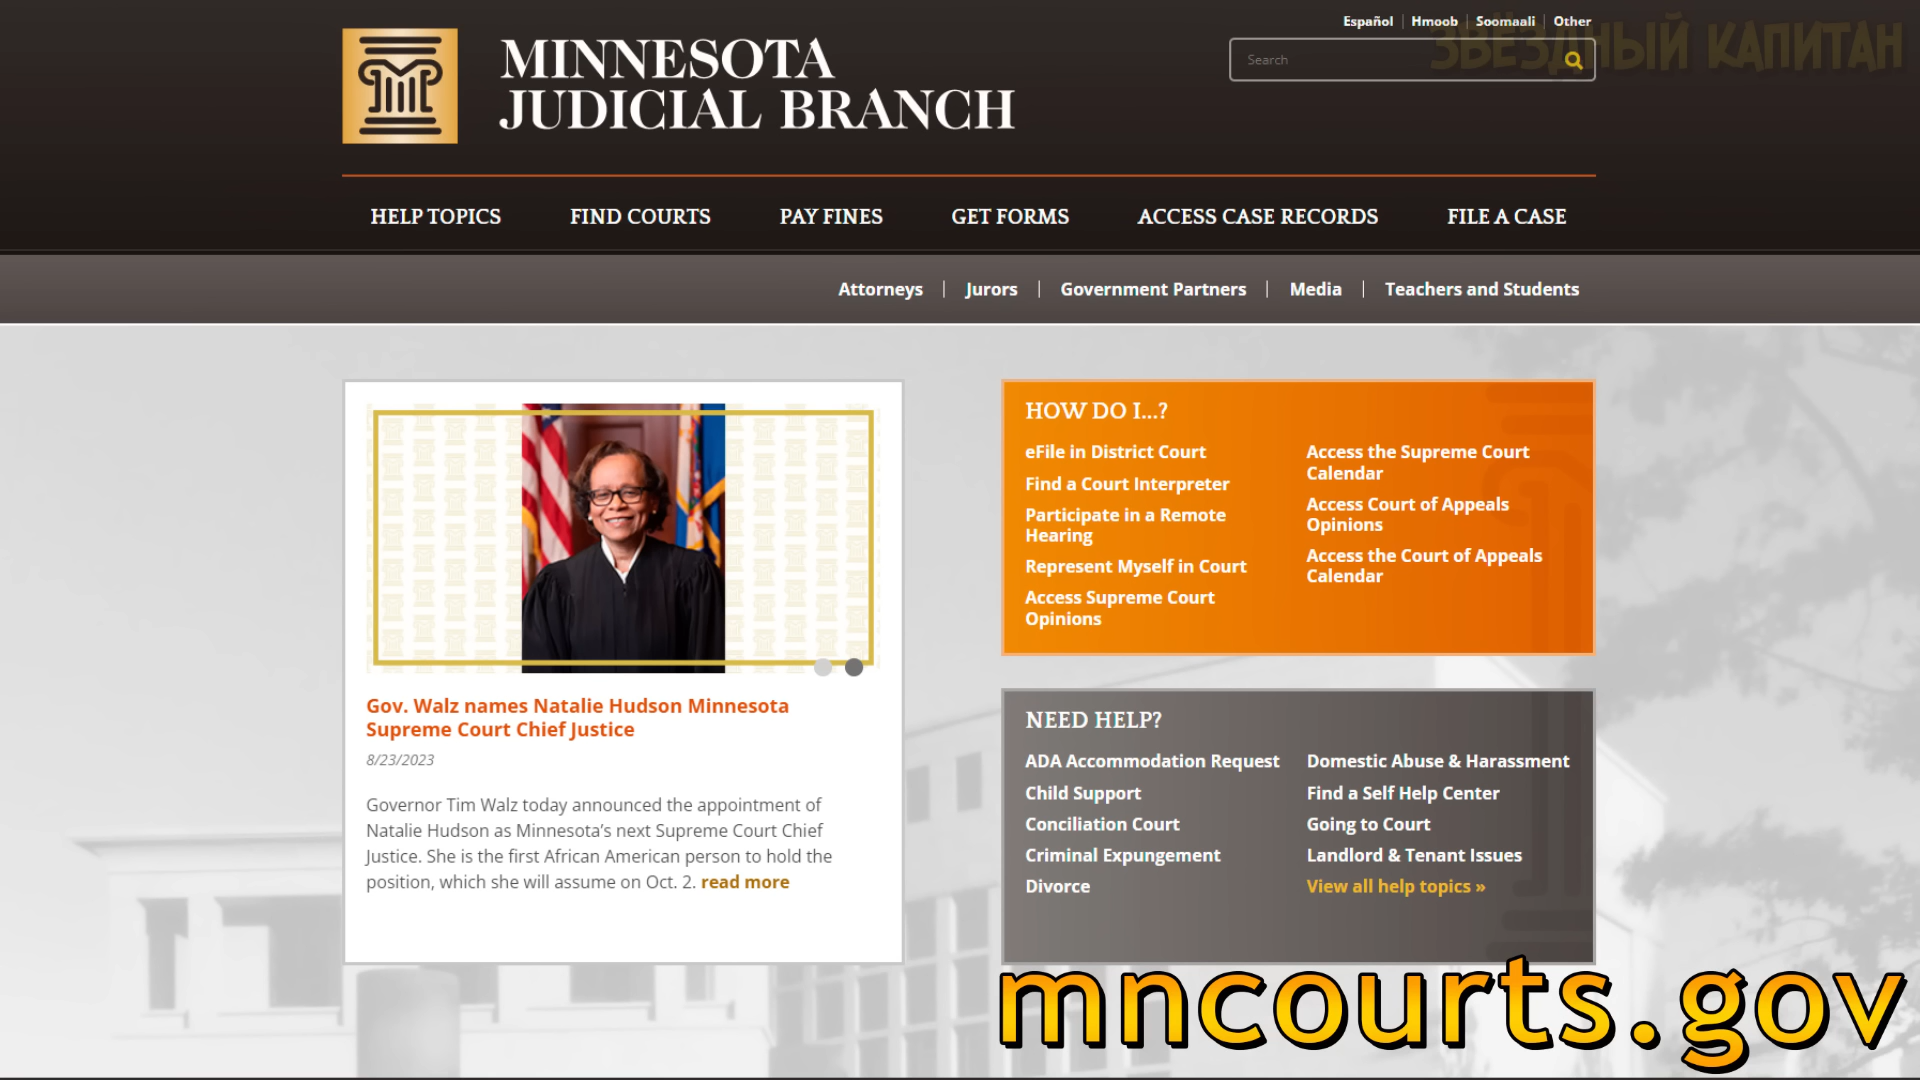 Español | Hmoob | Soomaali | Other
ЗВЁЗДНЫЙ КАПИТАН
MINNESOTA
JUDICIAL BRANCH
Search
HELP TOPICS FIND COURTS PAY FINES GET FORMS ACCESS CASE RECORDS FILE A CASE
Attorneys | Jurors | Government Partners | Media | Teachers and Students
Gov. Walz names Natalie Hudson Minnesota
Supreme Court Chief Justice
8/23/2023
Governor Tim Walz today announced the appointment of
Natalie Hudson as Minnesota’s next Supreme Court Chief
Justice. She is the first African American person to hold the
position, which she will assume on Oct. 2. read more
HOW DO I...?
eFile in District Court
Find a Court Interpreter
Participate in a Remote
Hearing
Represent Myself in Court
Access Supreme Court
Opinions
Access the Supreme Court
Calendar
Access Court of Appeals
Opinions
Access the Court of Appeals
Calendar
NEED HELP?
ADA Accommodation Request
Child Support
Conciliation Court
Criminal Expungement
Divorce
Domestic Abuse & Harassment
Find a Self Help Center
Going to Court
Landlord & Tenant Issues
View all help topics »
mncourts.gov